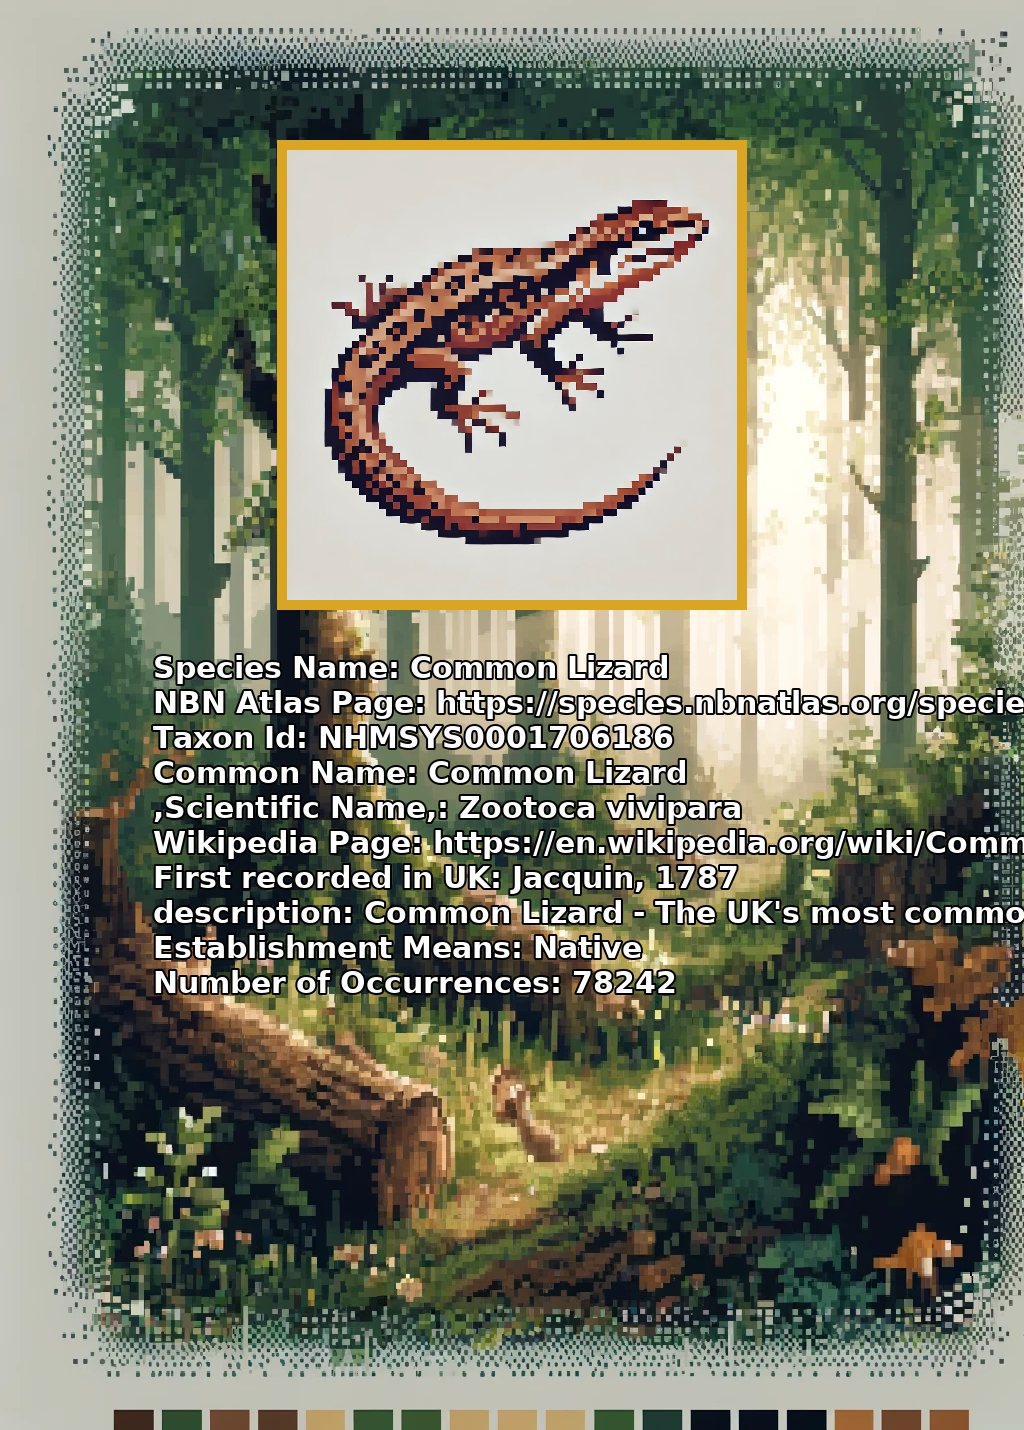 Species Name: Common Lizard
NBN Atlas Page: https://species.nbnatlas.org/specie
Taxon Id: NHMSYS0001706186
Common Name: Common Lizard
,Scientific Name,: Zootoca vivipara
Wikipedia Page: https://en.wikipedia.org/wiki/Comm
First recorded in UK: Jacquin, 1787
description: Common Lizard - The UK's most commo
Establishment Means: Native
Number of Occurrences: 78242